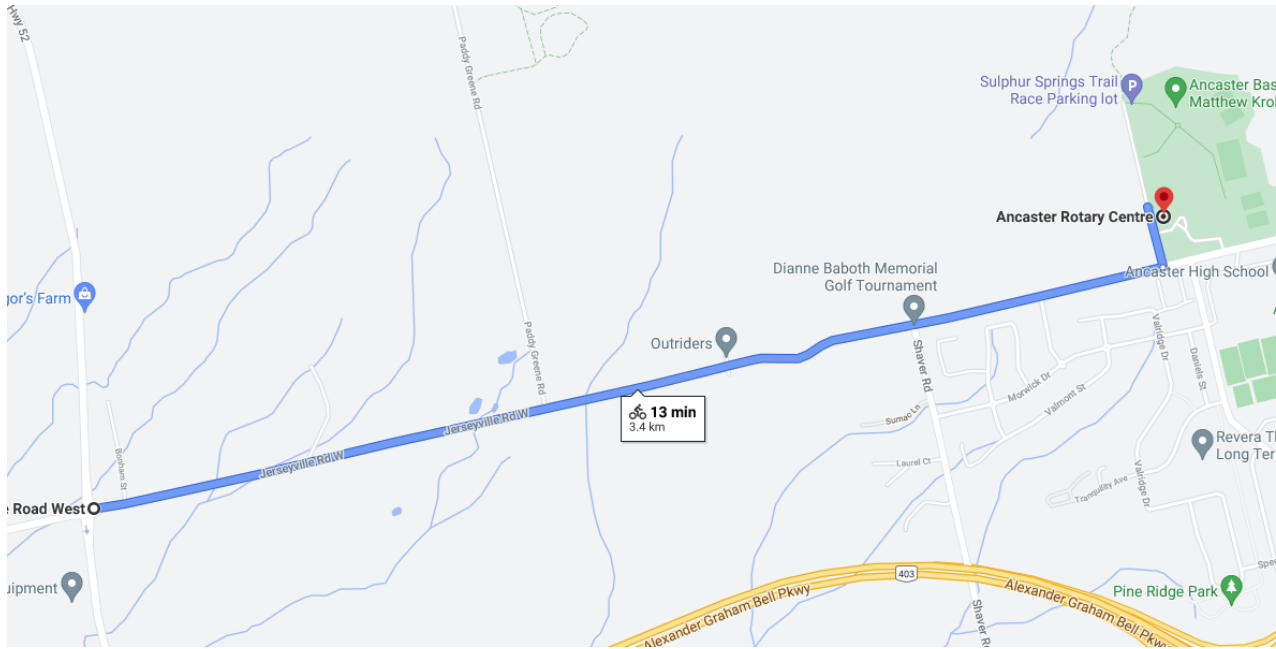 Hwy 52
Paddy Greene Rd
Sulphur Springs Trail
Race Parking lot
Ancaster Bas
Matthew Krol
Ancaster Rotary Centre
Ancaster High School
Dianne Baboth Memorial
Golf Tournament
gor's Farm
Outriders
Paddy Greene Rd
Shaver Rd
Valridge Dr
Daniels St
Morwick Dr
Valmont St
13 min
3.4 km
Sumac Ln
Jerseyville Rd W
Jerseyville Rd W
Bonham St
Laurel Ct
Revera Th
Long Ter
Tranquility Ave
Valridge Dr
e Road West
403
Alexander Graham Bell Pkwy
Alexander Graham Bell Pkwy
Shaver Rd
Spe
Pine Ridge Park
uipment